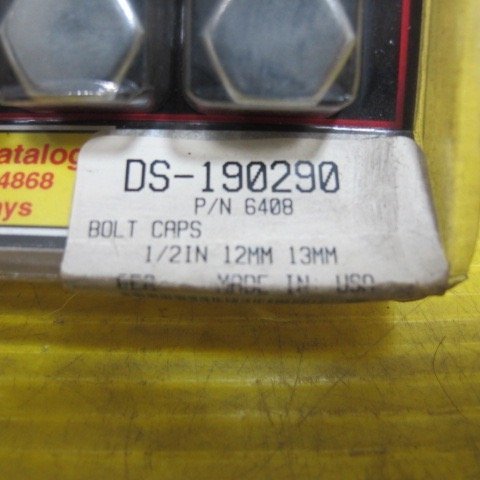 atalog
4868
ys
DS-190290
P/N 6408
BOLT CAPS
1/2IN 12MM 13MM
MADE IN USA